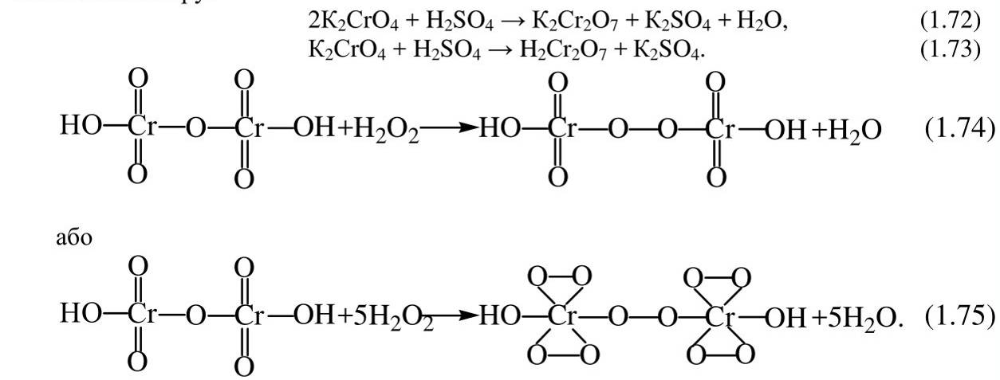 2K₂CrO₄ + H₂SO₄ → K₂Cr₂O₇ + K₂SO₄ + H₂O, (1.72)
K₂CrO₄ + H₂SO₄ → H₂Cr₂O₇ + K₂SO₄. (1.73)
O O O O
HO—Cr—O—Cr—OH+H₂O₂→HO—Cr—O—O—Cr—OH+H₂O (1.74)
O O O O
або
O O O—O O—O
HO—Cr—O—Cr—OH+5H₂O₂→HO—Cr—O—O—Cr—OH+5H₂O. (1.75)
O O O—O O—O